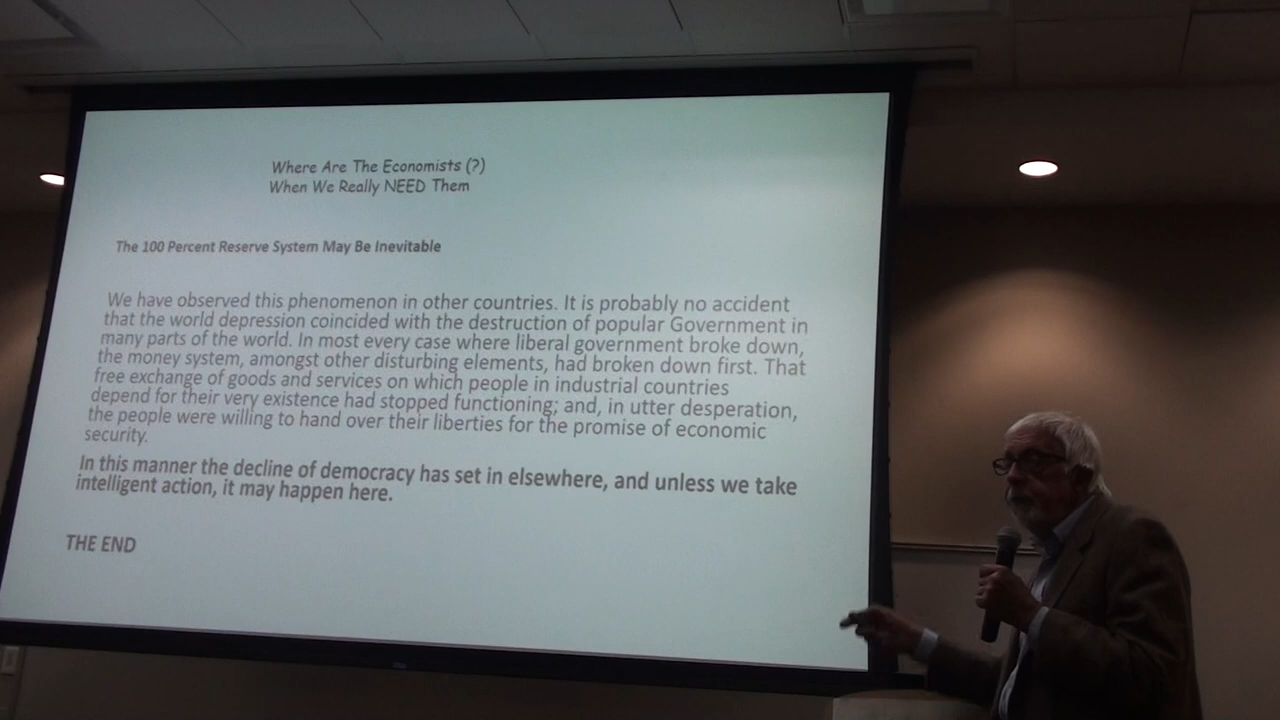 Where Are The Economists (?)
When We Really NEED Them
The 100 Percent Reserve System May Be Inevitable
We have observed this phenomenon in other countries. It is probably no accident
that the world depression coincided with the destruction of popular Government in
many parts of the world. In most every case where liberal government broke down,
the money system, amongst other disturbing elements, had broken down first. That
free exchange of goods and services on which people in industrial countries
depend for their very existence had stopped functioning; and, in utter desperation,
the people were willing to hand over their liberties for the promise of economic
security.
In this manner the decline of democracy has set in elsewhere, and unless we take
intelligent action, it may happen here.
THE END